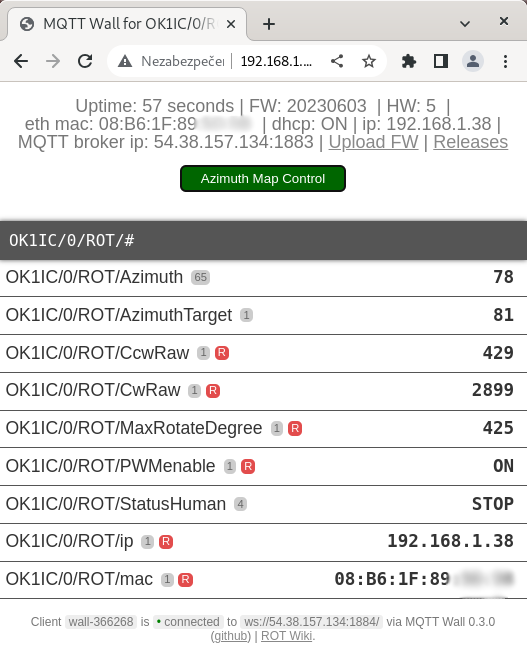 MQTT Wall for OK1IC/0/R
Nezabezpeče 192.168.1....
Uptime: 57 seconds | FW: 20230603 | HW: 5 |
eth mac: 08:B6:1F:89 | dhcp: ON | ip: 192.168.1.38 |
MQTT broker ip: 54.38.157.134:1883 | Upload FW | Releases
Azimuth Map Control
OK1IC/0/ROT/#
OK1IC/0/ROT/Azimuth 65 78
OK1IC/0/ROT/AzimuthTarget 1 81
OK1IC/0/ROT/CcwRaw 1 R 429
OK1IC/0/ROT/CwRaw 1 R 2899
OK1IC/0/ROT/MaxRotateDegree 1 R 425
OK1IC/0/ROT/PWMenable 1 R ON
OK1IC/0/ROT/StatusHuman 4 STOP
OK1IC/0/ROT/ip 1 R 192.168.1.38
OK1IC/0/ROT/mac 1 R 08:B6:1F:89
Client wall-366268 is • connected to ws://54.38.157.134:1884/ via MQTT Wall 0.3.0
(github) | ROT Wiki.